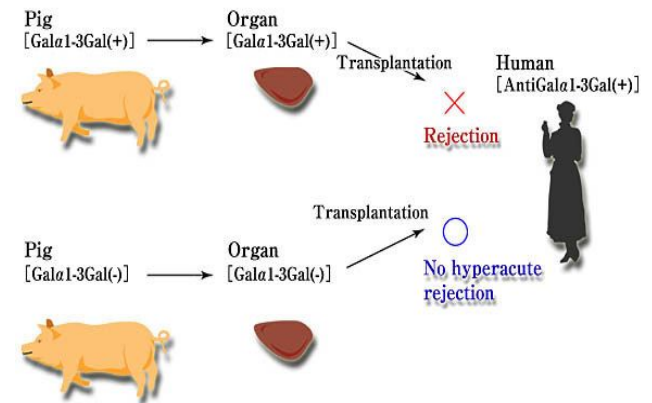 Pig
[Galα1-3Gal(+)]
Organ
[Galα1-3Gal(+)]
Transplantation
Rejection
Human
[AntiGalα1-3Gal(+)]
Pig
[Galα1-3Gal(-)]
Organ
[Galα1-3Gal(-)]
Transplantation
No hyperacute
rejection